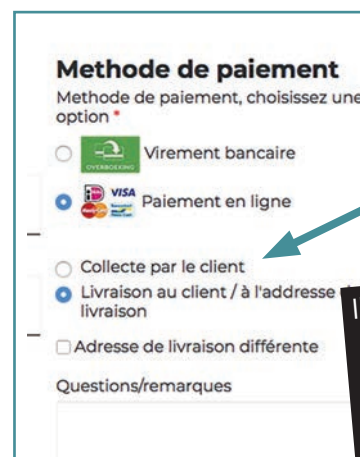 Methode de paiement
Methode de paiement, choisissez une
option *
OVERBOEKING Virement bancaire
VISA Paiement en ligne
Collecte par le client
Livraison au client / à l'addresse
livraison
Adresse de livraison différente
Questions/remarques